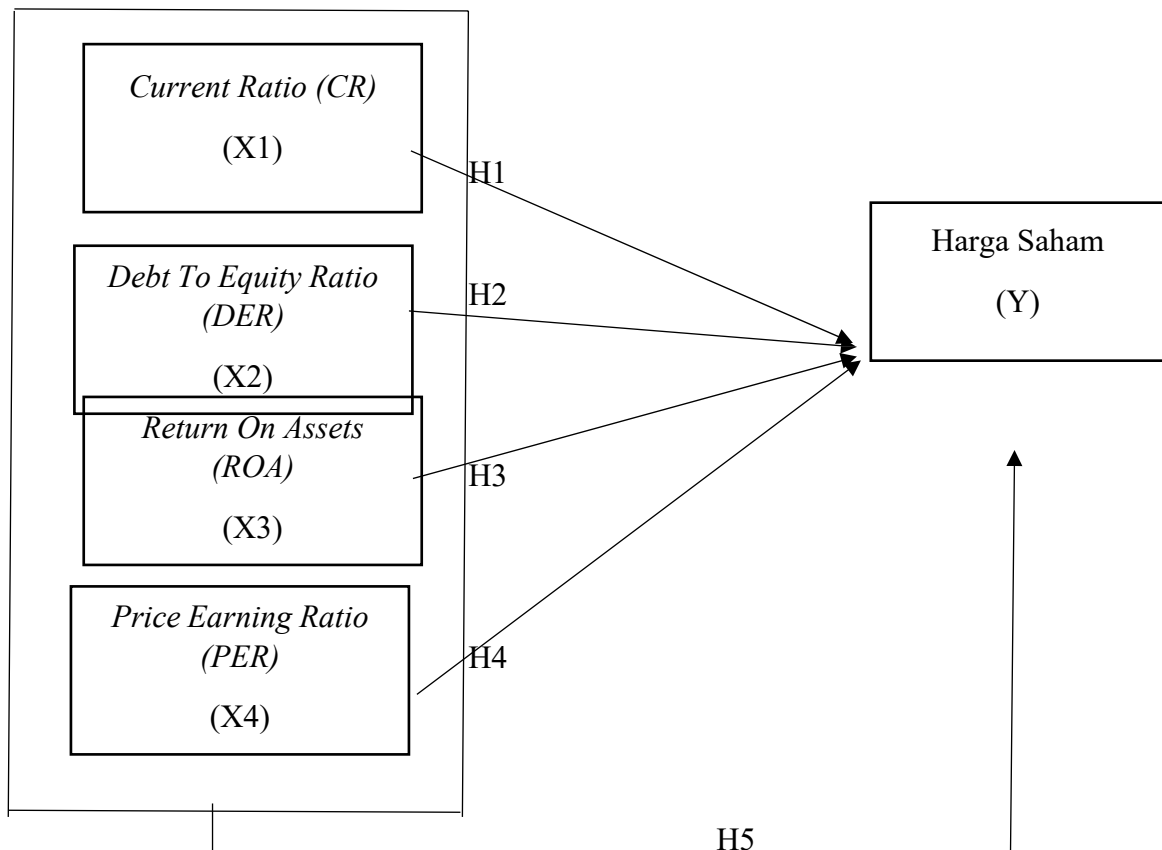 Current Ratio (CR)
(X1)
H1
Harga Saham
(Y)
Debt To Equity Ratio
(DER)
(X2)
H2
Return On Assets
(ROA)
(X3)
H3
Price Earning Ratio
(PER)
(X4)
H4
H5